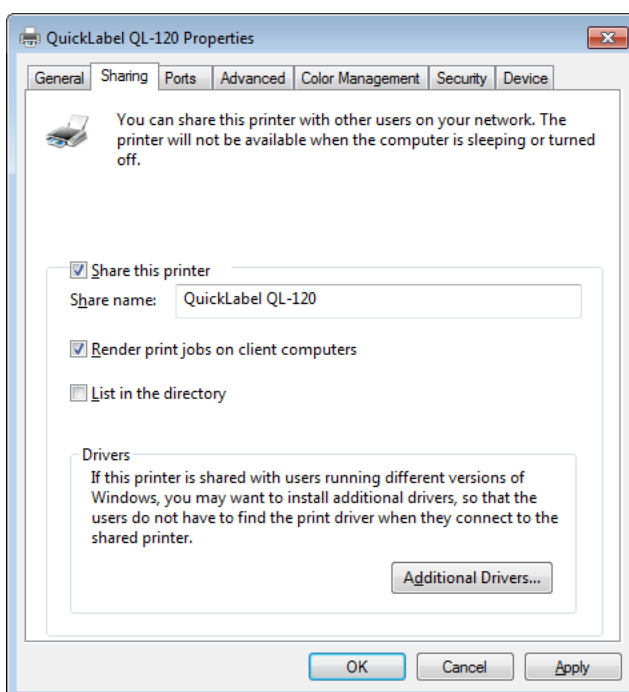 QuickLabel QL-120 Properties
General Sharing Ports Advanced Color Management Security Device
You can share this printer with other users on your network. The
printer will not be available when the computer is sleeping or turned
off.
Share this printer
Share name: QuickLabel QL-120
Render print jobs on client computers
List in the directory
Drivers
If this printer is shared with users running different versions of
Windows, you may want to install additional drivers, so that the
users do not have to find the print driver when they connect to the
shared printer.
Additional Drivers...
OK Cancel Apply